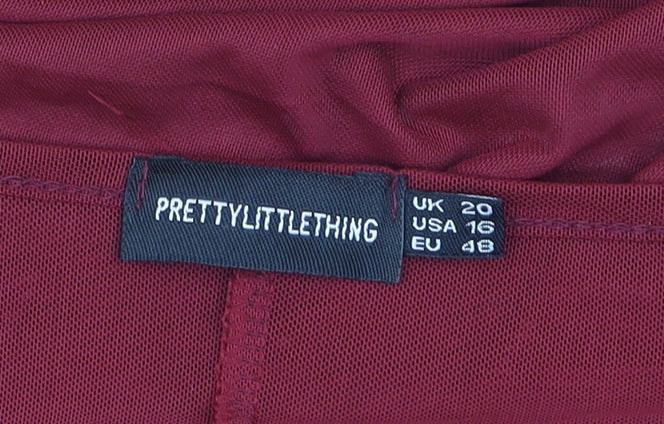 PRETTYLITTLETHING
UK 20
USA 16
EU 48